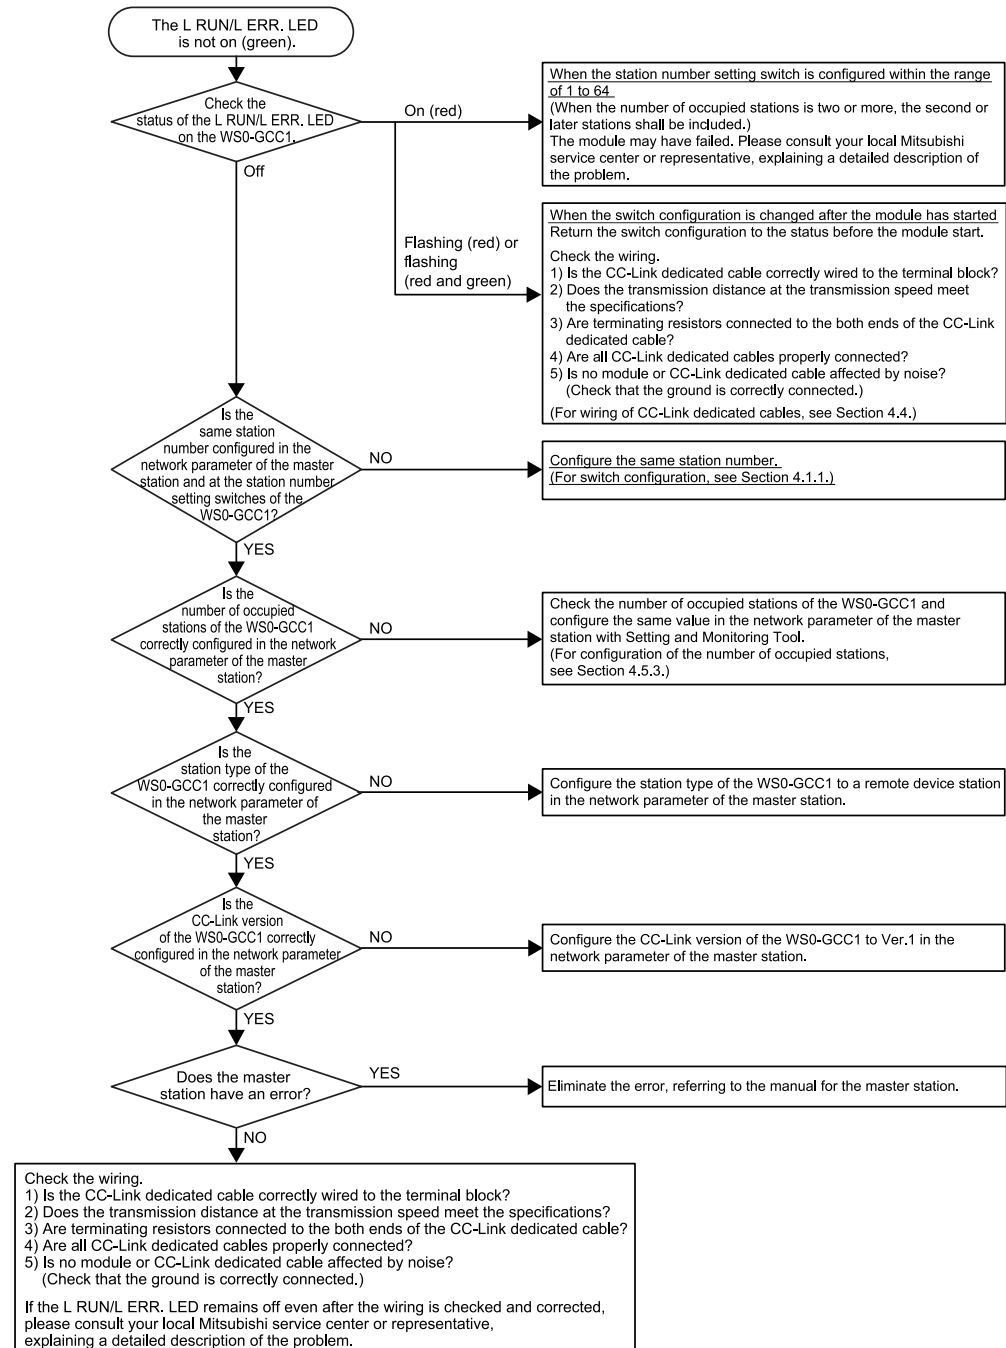 The L RUN/L ERR. LED
is not on (green).
Check the
status of the L RUN/L ERR. LED
on the WS0-GCC1.
On (red)
When the station number setting switch is configured within the range
of 1 to 64
(When the number of occupied stations is two or more, the second or
later stations shall be included.)
The module may have failed. Please consult your local Mitsubishi
service center or representative, explaining a detailed description of
the problem.
Off
Flashing (red) or
flashing
(red and green)
When the switch configuration is changed after the module has started
Return the switch configuration to the status before the module start.
Check the wiring.
1) Is the CC-Link dedicated cable correctly wired to the terminal block?
2) Does the transmission distance at the transmission speed meet
the specifications?
3) Are terminating resistors connected to the both ends of the CC-Link
dedicated cable?
4) Are all CC-Link dedicated cables properly connected?
5) Is no module or CC-Link dedicated cable affected by noise?
(Check that the ground is correctly connected.)
(For wiring of CC-Link dedicated cables, see Section 4.4.)
Is the
same station
number configured in the
network parameter of the master
station and at the station number
setting switches of the
WS0-GCC1?
NO
Configure the same station number.
(For switch configuration, see Section 4.1.1.)
YES
Is the
number of occupied
stations of the WS0-GCC1
correctly configured in the network
parameter of the master
station?
NO
Check the number of occupied stations of the WS0-GCC1 and
configure the same value in the network parameter of the master
station with Setting and Monitoring Tool.
(For configuration of the number of occupied stations,
see Section 4.5.3.)
YES
Is the
station type of the
WS0-GCC1 correctly configured
in the network parameter of
the master
station?
NO
Configure the station type of the WS0-GCC1 to a remote device station
in the network parameter of the master station.
YES
Is the
CC-Link version
of the WS0-GCC1 correctly
configured in the network parameter
of the master
station?
NO
Configure the CC-Link version of the WS0-GCC1 to Ver.1 in the
network parameter of the master station.
YES
Does the master
station have an error?
YES
Eliminate the error, referring to the manual for the master station.
NO
Check the wiring.
1) Is the CC-Link dedicated cable correctly wired to the terminal block?
2) Does the transmission distance at the transmission speed meet the specifications?
3) Are terminating resistors connected to the both ends of the CC-Link dedicated cable?
4) Are all CC-Link dedicated cables properly connected?
5) Is no module or CC-Link dedicated cable affected by noise?
(Check that the ground is correctly connected.)
If the L RUN/L ERR. LED remains off even after the wiring is checked and corrected,
please consult your local Mitsubishi service center or representative,
explaining a detailed description of the problem.